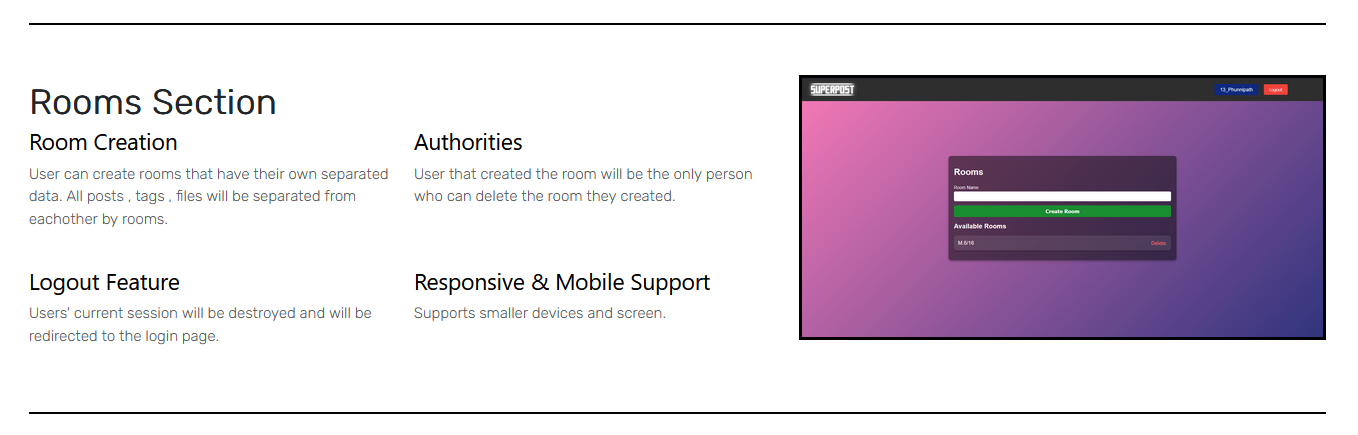 Rooms Section
Room Creation
User can create rooms that have their own separated
data. All posts , tags , files will be separated from
eachother by rooms.
Authorities
User that created the room will be the only person
who can delete the room they created.
Logout Feature
Users' current session will be destroyed and will be
redirected to the login page.
Responsive & Mobile Support
Supports smaller devices and screen.
SUPERPOST
13_Phunnipath
Logout
Rooms
Room Name
Create Room
Available Rooms
M.6/16
Delete